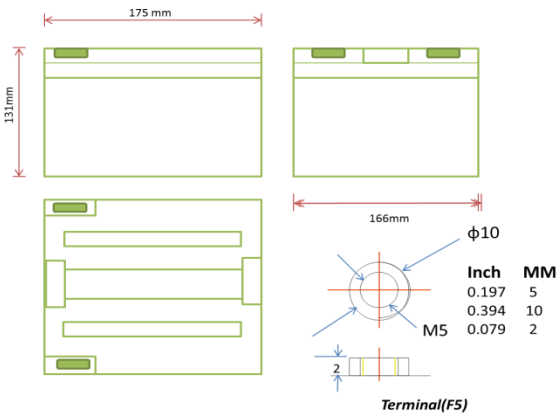 175 mm
131mm
166mm
ϕ10
Inch MM
0.197 5
0.394 10
0.079 2
M5
2
Terminal(F5)